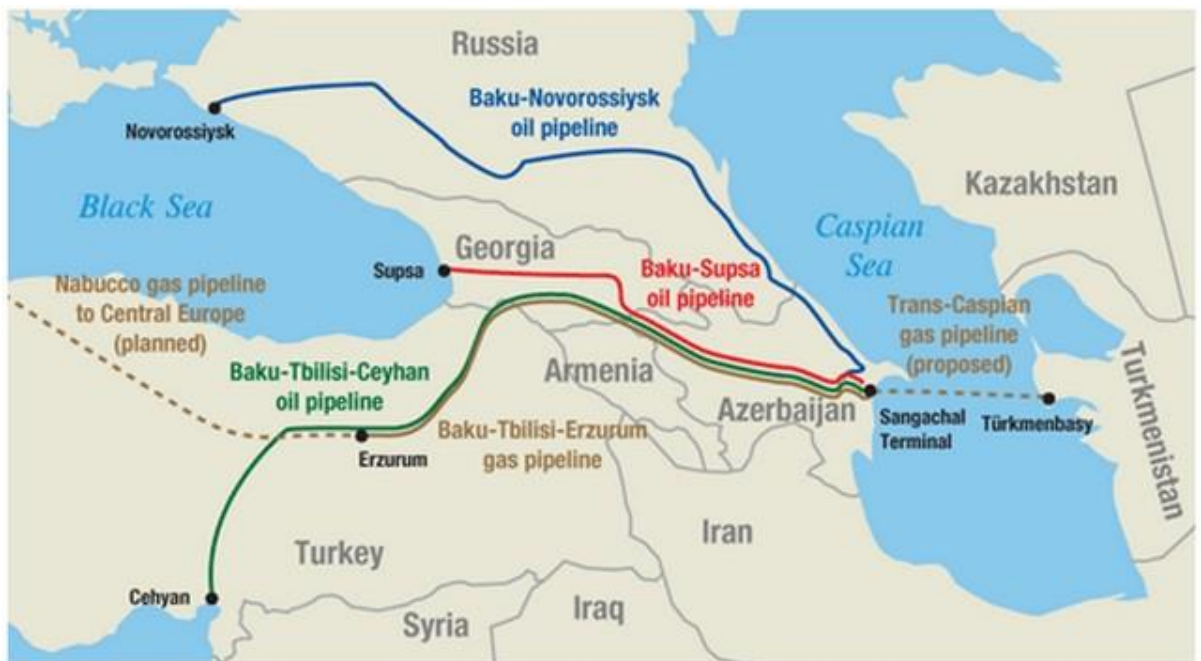 Russia
Baku-Novorossiysk
oil pipeline
Novorossiysk
Kazakhstan
Black Sea
Caspian
Sea
Georgia
Supsa
Baku-Supsa
oil pipeline
Nabucco gas pipeline
to Central Europe
(planned)
Trans-Caspian
gas pipeline
(proposed)
Baku-Tbilisi-Ceyhan
oil pipeline
Armenia
Azerbaijan
Sangachal
Terminal
Türkmenbasy
Turkmenistan
Baku-Tbilisi-Erzurum
gas pipeline
Erzurum
Iran
Turkey
Cehyan
Syria
Iraq